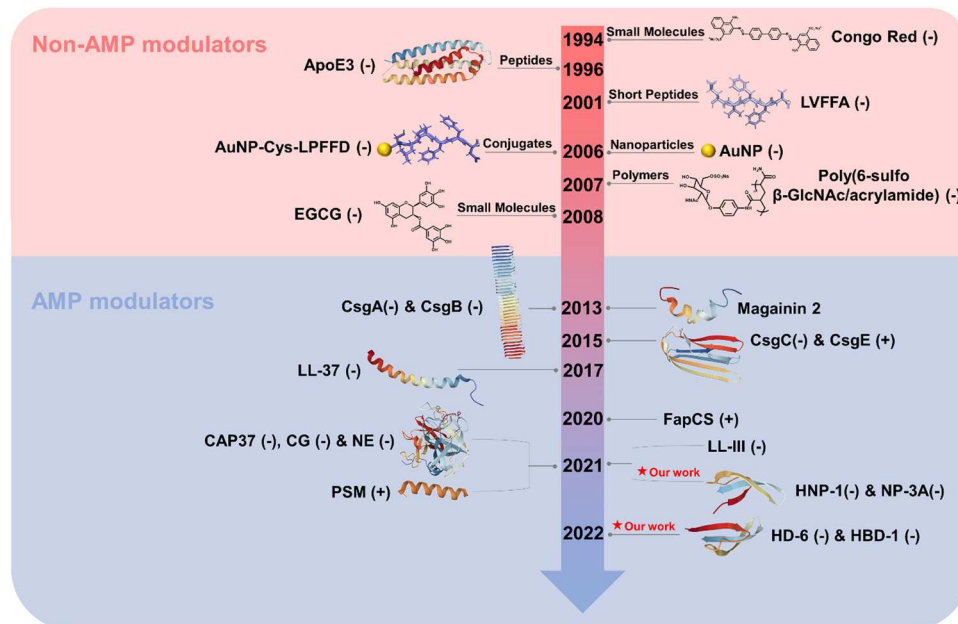 Non-AMP modulators
1994
Small Molecules
Congo Red (-)
ApoE3 (-)
Peptides
1996
2001
Short Peptides
LVFFA (-)
AuNP-Cys-LPFFD (-)
Conjugates
2006
Nanoparticles
AuNP (-)
2007
Polymers
Poly(6-sulfo
β-GlcNAc/acrylamide) (-)
EGCG (-)
Small Molecules
2008
AMP modulators
CsgA(-) & CsgB (-)
2013
Magainin 2
2015
CsgC(-) & CsgE (+)
LL-37 (-)
2017
2020
FapCS (+)
CAP37 (-), CG (-) & NE (-)
LL-III (-)
2021
★Our work
PSM (+)
HNP-1(-) & NP-3A(-)
2022
★Our work
HD-6 (-) & HBD-1 (-)